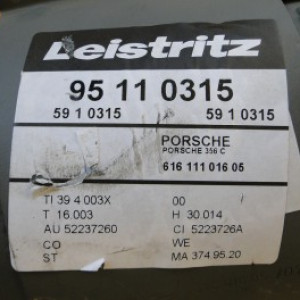 Leistritz
95 11 0315
59 1 0315 59 1 0315
PORSCHE
PORSCHE 356 C
616 111 016 05
TI 39 4 003X 00
T 16 003 H 30 014
AU 52237260 CI 5223726A
CO WE
ST MA 374.95.20